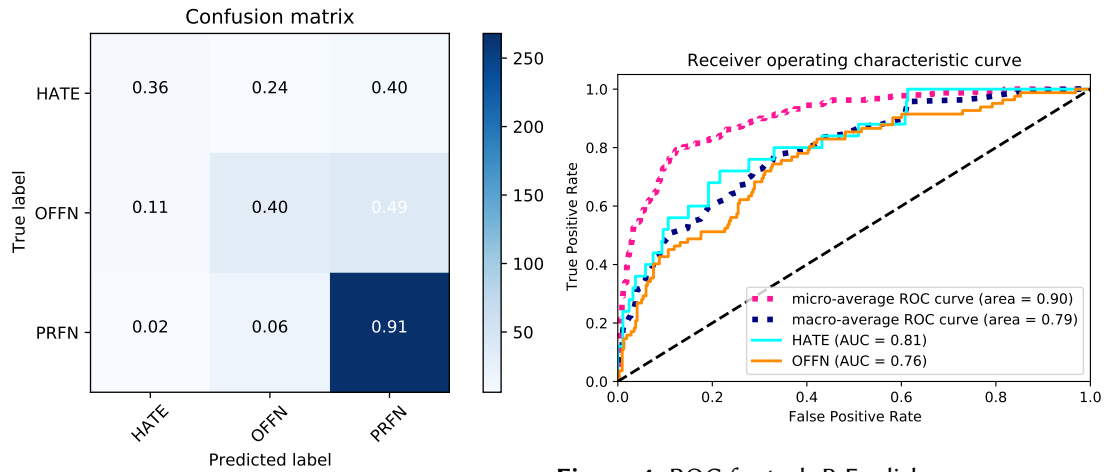 Confusion matrix
HATE
OFFN
PRFN
True label
0.36 0.24 0.40
0.11 0.40 0.49
0.02 0.06 0.91
HATE OFFN PRFN
Predicted label
250
200
150
100
50
Receiver operating characteristic curve
True Positive Rate
1.0
0.8
0.6
0.4
0.2
0.0
0.0 0.2 0.4 0.6 0.8 1.0
False Positive Rate
micro-average ROC curve (area = 0.90)
macro-average ROC curve (area = 0.79)
HATE (AUC = 0.81)
OFFN (AUC = 0.76)